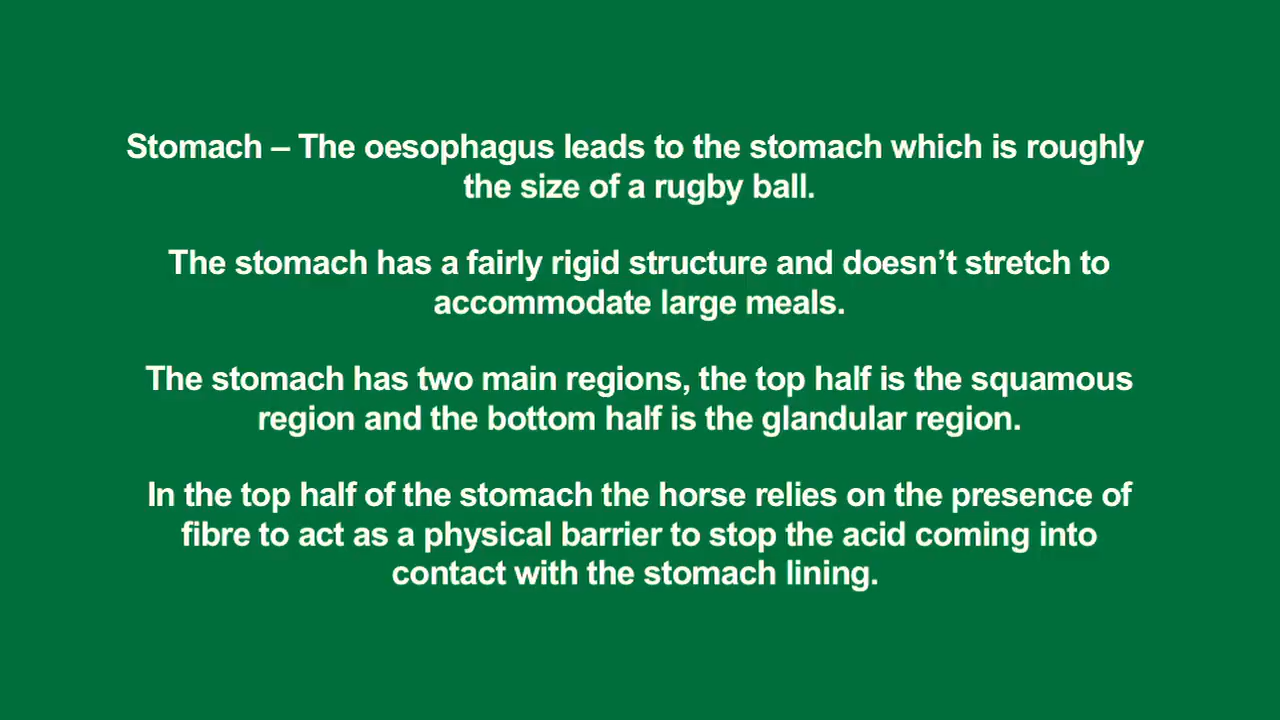 Stomach – The oesophagus leads to the stomach which is roughly
the size of a rugby ball.
The stomach has a fairly rigid structure and doesn’t stretch to
accommodate large meals.
The stomach has two main regions, the top half is the squamous
region and the bottom half is the glandular region.
In the top half of the stomach the horse relies on the presence of
fibre to act as a physical barrier to stop the acid coming into
contact with the stomach lining.